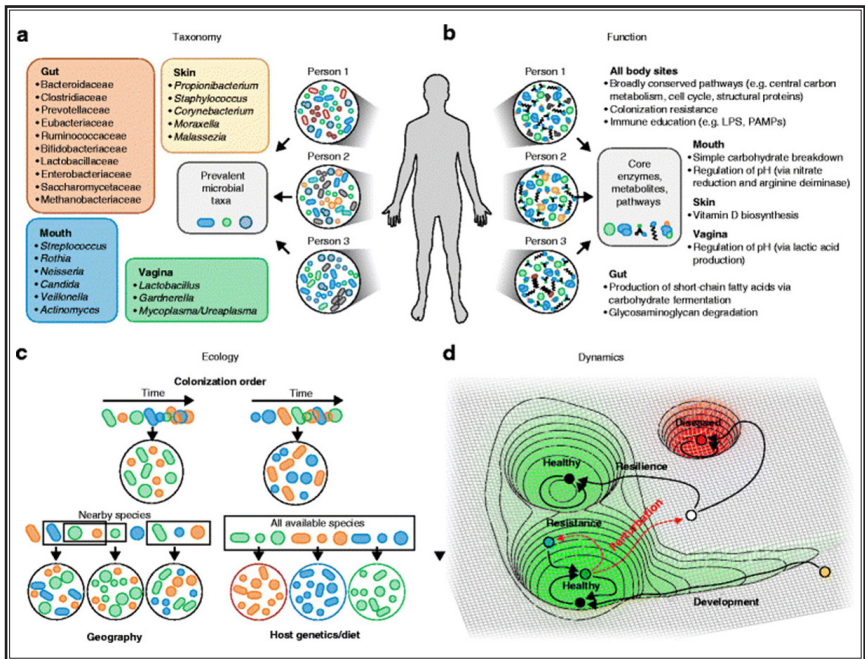 a
Taxonomy
Gut
• Bacteroidaceae
• Clostridiaceae
• Prevotellaceae
• Eubacteriaceae
• Ruminococcaceae
• Bifidobacteriaceae
• Lactobacillaceae
• Enterobacteriaceae
• Saccharomycetaceae
• Methanobacteriaceae
Skin
• Propionibacterium
• Staphylococcus
• Corynebacterium
• Moraxella
• Malassezia
Prevalent
microbial
taxa
Mouth
• Streptococcus
• Rothia
• Neisseria
• Candida
• Veillonella
• Actinomyces
Vagina
• Lactobacillus
• Gardnerella
• Mycoplasma/Ureaplasma
Person 1
Person 2
Person 3
b
Function
Person 1
Person 2
Person 3
All body sites
• Broadly conserved pathways (e.g. central carbon
metabolism, cell cycle, structural proteins)
• Colonization resistance
• Immune education (e.g. LPS, PAMPs)
Core
enzymes,
metabolites,
pathways
Mouth
• Simple carbohydrate breakdown
• Regulation of pH (via nitrate
reduction and arginine deiminase)
Skin
• Vitamin D biosynthesis
Vagina
• Regulation of pH (via lactic acid
production)
Gut
• Production of short-chain fatty acids via
carbohydrate fermentation
• Glycosaminoglycan degradation
c
Ecology
Colonization order
Time
Time
Nearby species
All available species
Geography
Host genetics/diet
d
Dynamics
Diseased
Healthy
Resilience
Resistance
Perturbation
Healthy
Development